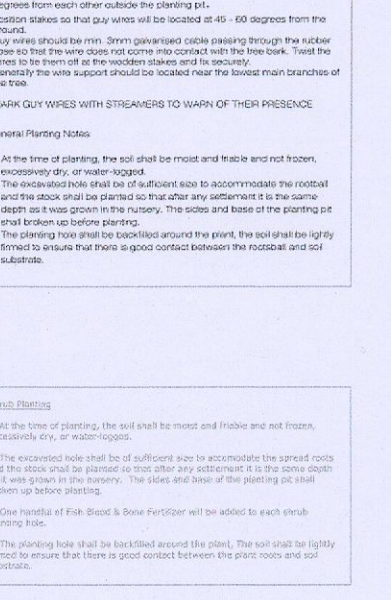 egrees from each other outside the planting pit.
osition stakes so that guy wires will be located at 45 - 60 degrees from the
round.
uy wires should be min. 3mm galvanised cable passing through the rubber
ose so that the wire does not come into contact with the tree bark. Twist the
ires to tie them off at the wooden stakes and fix securely.
enerally the wire support should be located near the lowest main branches of
e tree.
ARK GUY WIRES WITH STREAMERS TO WARN OF THEIR PRESENCE
neral Planting Notes
At the time of planting, the soil shall be moist and friable and not frozen,
excessively dry, or water-logged.
The excavated hole shall be of sufficient size to accommodate the rootball
and the stock shall be planted so that after any settlement it is the same
depth as it was grown in the nursery. The sides and base of the planting pit
shall broken up before planting.
The planting hole shall be backfilled around the plant, the soil shall be lightly
firmed to ensure that there is good contact between the rootsball and soil
substrate.
rub Planting
At the time of planting, the soil shall be moist and friable and not frozen,
cessively dry, or water-logged.
The excavated hole shall be of sufficient size to accomodate the spread roots
d the stock shall be planted so that after any settlement it is the same depth
it was grown in the nursery. The sides and base of the planting pit shall
oken up before planting.
One handful of Fish Blood & Bone Fertilizer will be added to each shrub
anting hole.
The planting hole shall be backfilled around the plant, The soil shall be lightly
med to ensure that there is good contact between the plant roots and soil
ostrate.